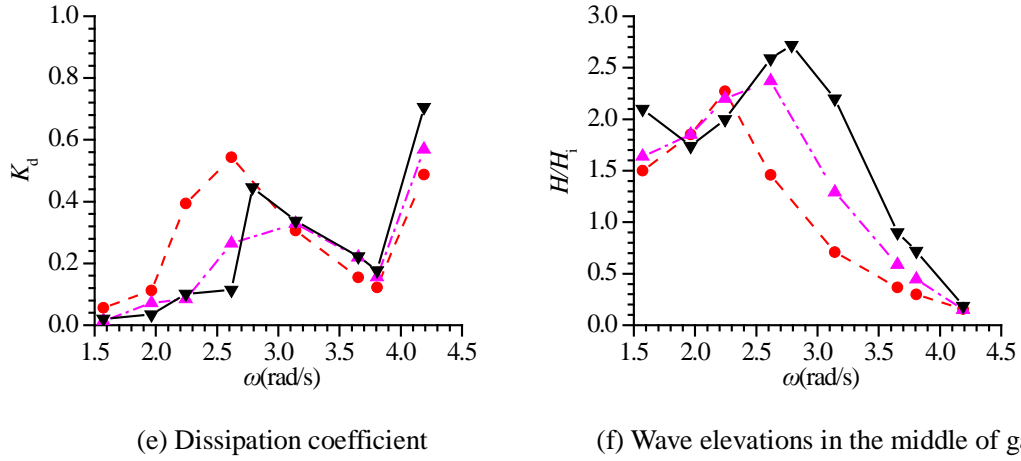 1.0
0.8
0.6
0.4
0.2
0.0
K_d
1.5 2.0 2.5 3.0 3.5 4.0 4.5
ω(rad/s)
(e) Dissipation coefficient
3.0
2.5
2.0
1.5
1.0
0.5
0.0
H/H_i
1.5 2.0 2.5 3.0 3.5 4.0 4.5
ω(rad/s)
(f) Wave elevations in the middle of